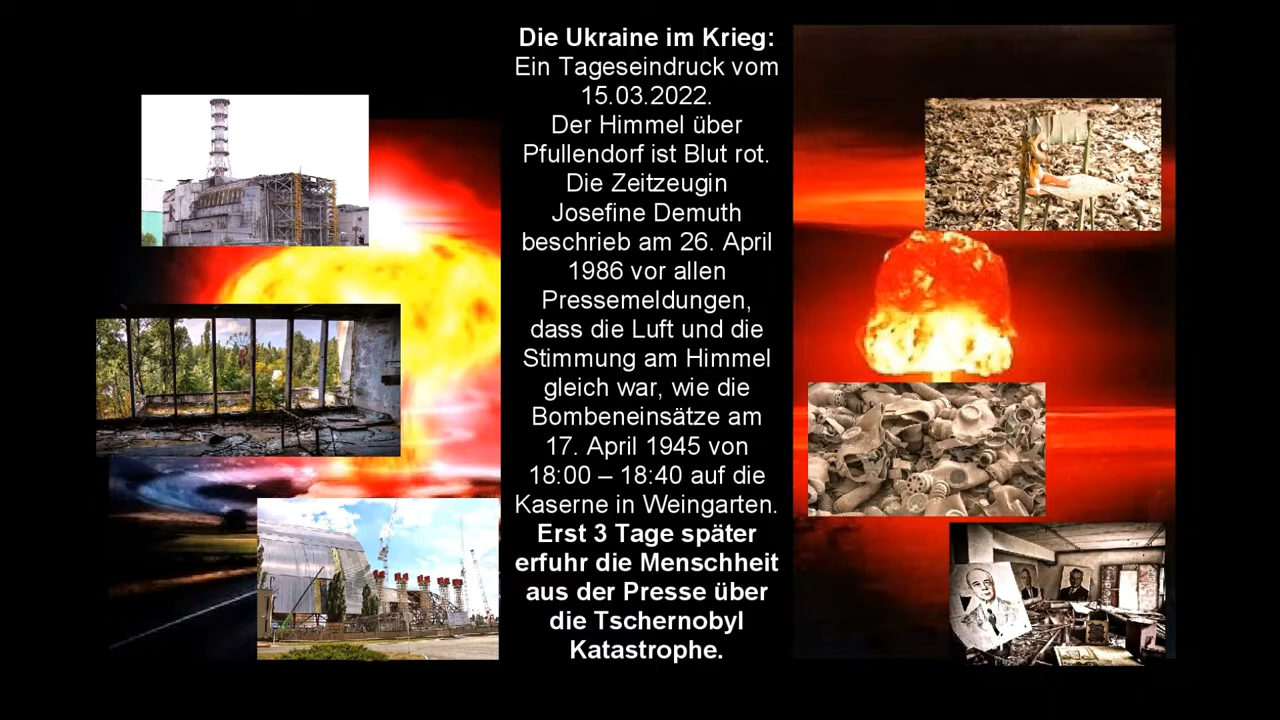 Die Ukraine im Krieg:
Ein Tageseindruck vom
15.03.2022.
Der Himmel über
Pfullendorf ist Blut rot.
Die Zeitzeugin
Josefine Demuth
beschrieb am 26. April
1986 vor allen
Pressemeldungen,
dass die Luft und die
Stimmung am Himmel
gleich war, wie die
Bombeneinsätze am
17. April 1945 von
18:00 – 18:40 auf die
Kaserne in Weingarten.
Erst 3 Tage später
erfuhr die Menschheit
aus der Presse über
die Tschernobyl
Katastrophe.